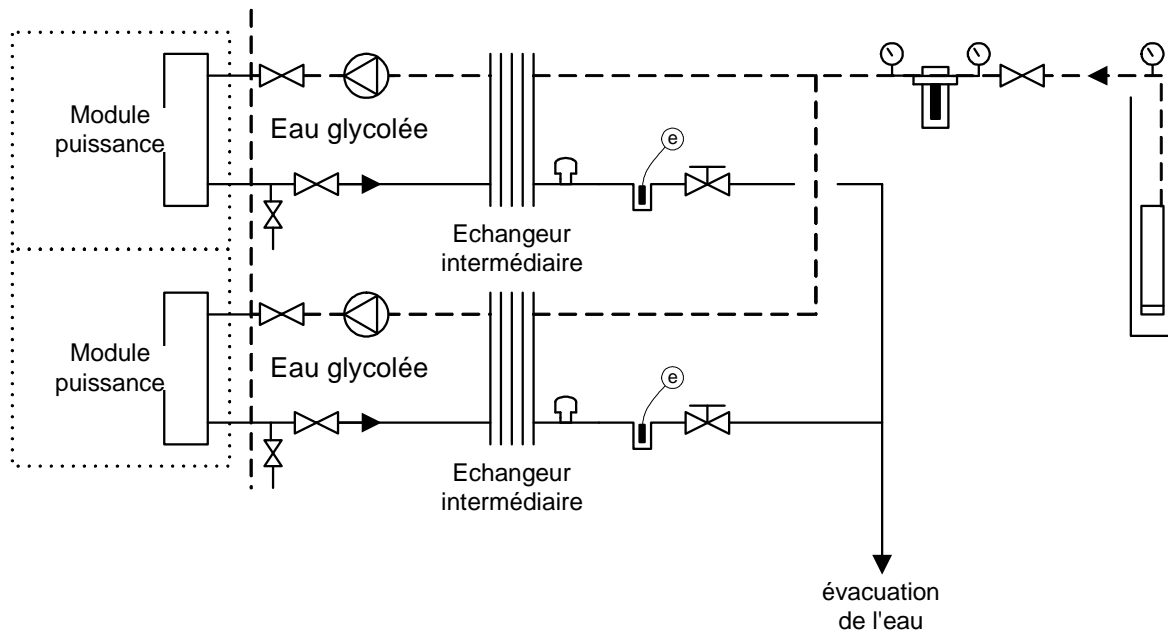 Module
puissance
Eau glycolée
e
Echangeur
intermédiaire
Module
puissance
Eau glycolée
e
Echangeur
intermédiaire
évacuation
de l'eau